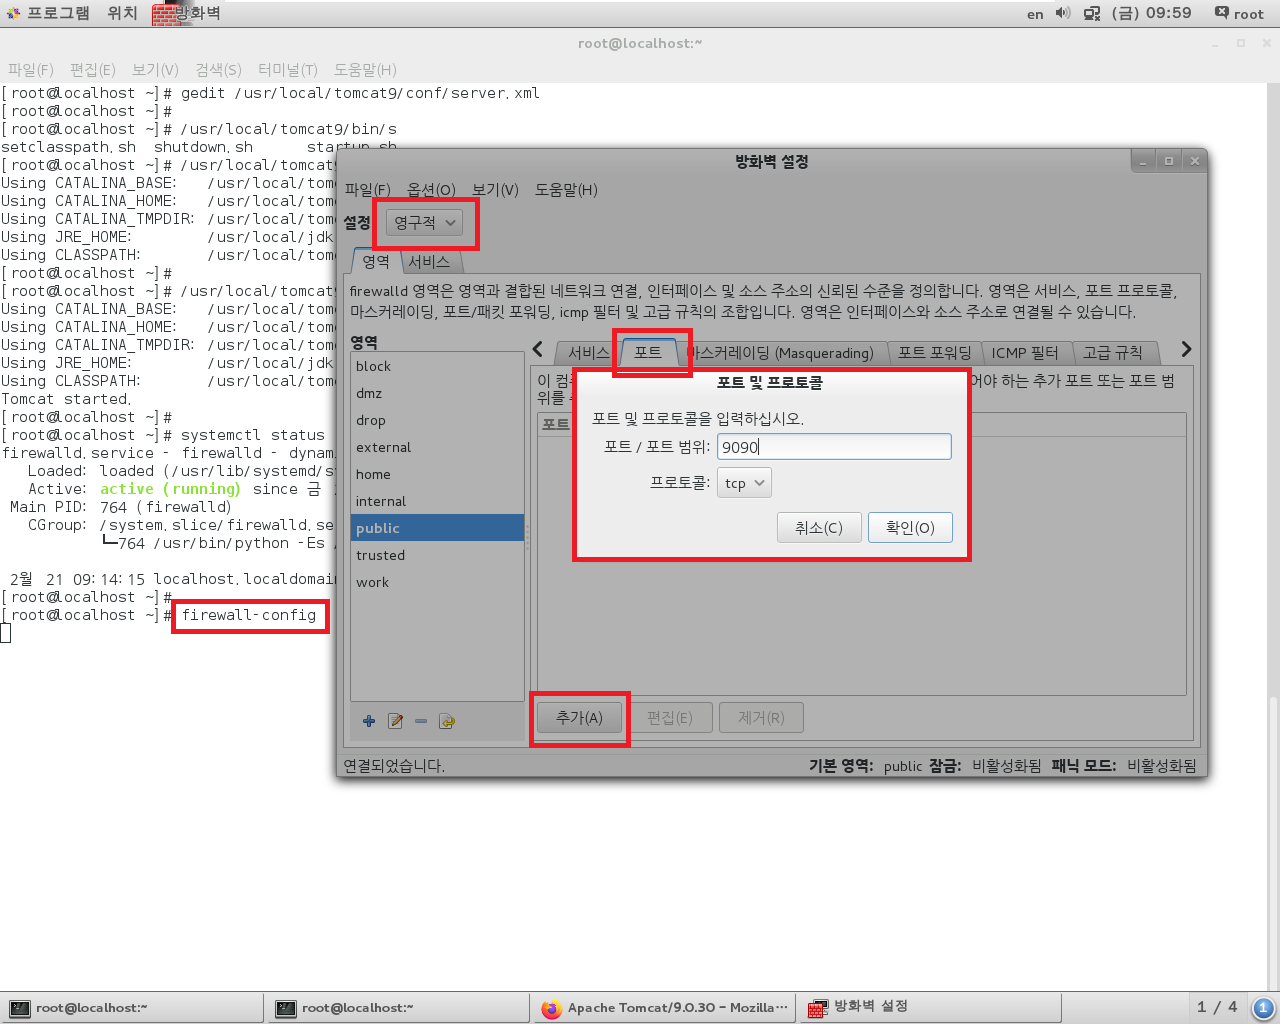 프로그램 위치 방화벽 en (금) 09:59 root
root@localhost:~
파일(F) 편집(E) 보기(V) 검색(S) 터미널(T) 도움말(H)
[root@localhost ~]# gedit /usr/local/tomcat9/conf/server.xml
[root@localhost ~]#
[root@localhost ~]# /usr/local/tomcat9/bin/s
setclasspath.sh shutdown.sh startup.sh
[root@localhost ~]# /usr/local/tomcat9
Using CATALINA_BASE: /usr/local/tomc
Using CATALINA_HOME: /usr/local/tomc
Using CATALINA_TMPDIR: /usr/local/tomc
Using JRE_HOME: /usr/local/jdk
Using CLASSPATH: /usr/local/tomc
[root@localhost ~]#
[root@localhost ~]# /usr/local/tomcat9
Using CATALINA_BASE: /usr/local/tomc
Using CATALINA_HOME: /usr/local/tomc
Using CATALINA_TMPDIR: /usr/local/tomc
Using JRE_HOME: /usr/local/jdk
Using CLASSPATH: /usr/local/tomc
Tomcat started.
[root@localhost ~]#
[root@localhost ~]# systemctl status
firewalld.service - firewalld - dynam
Loaded: loaded (/usr/lib/systemd/sy
Active: active (running) since 금
Main PID: 764 (firewalld)
CGroup: /system.slice/firewalld.se
└─764 /usr/bin/python -Es /
2월 21 09:14:15 localhost.localdomain
[root@localhost ~]#
[root@localhost ~]# firewall-config
방화벽 설정
파일(F) 옵션(O) 보기(V) 도움말(H)
설정 영구적
영역 서비스
firewalld 영역은 영역과 결합된 네트워크 연결, 인터페이스 및 소스 주소의 신뢰된 수준을 정의합니다. 영역은 서비스, 포트 프로토콜,
마스커레이딩, 포트/패킷 포워딩, icmp 필터 및 고급 규칙의 조합입니다. 영역은 인터페이스와 소스 주소로 연결될 수 있습니다.
영역
block
dmz
drop
external
home
internal
public
trusted
work
서비스 포트 마스커레이딩 (Masquerading) 포트 포워딩 ICMP 필터 고급 규칙
이 어야 하는 추가 포트 또는 포트 범
위를
포트
포트 및 프로토콜
포트 및 프로토콜을 입력하십시오.
포트 / 포트 범위: 9090
프로토콜: tcp
취소(C) 확인(O)
추가(A) 편집(E) 제거(R)
연결되었습니다. 기본 영역: public 잠금: 비활성화됨 패닉 모드: 비활성화됨
root@localhost:~ root@localhost:~ Apache Tomcat/9.0.30 - Mozilla… 방화벽 설정 1 / 4 1